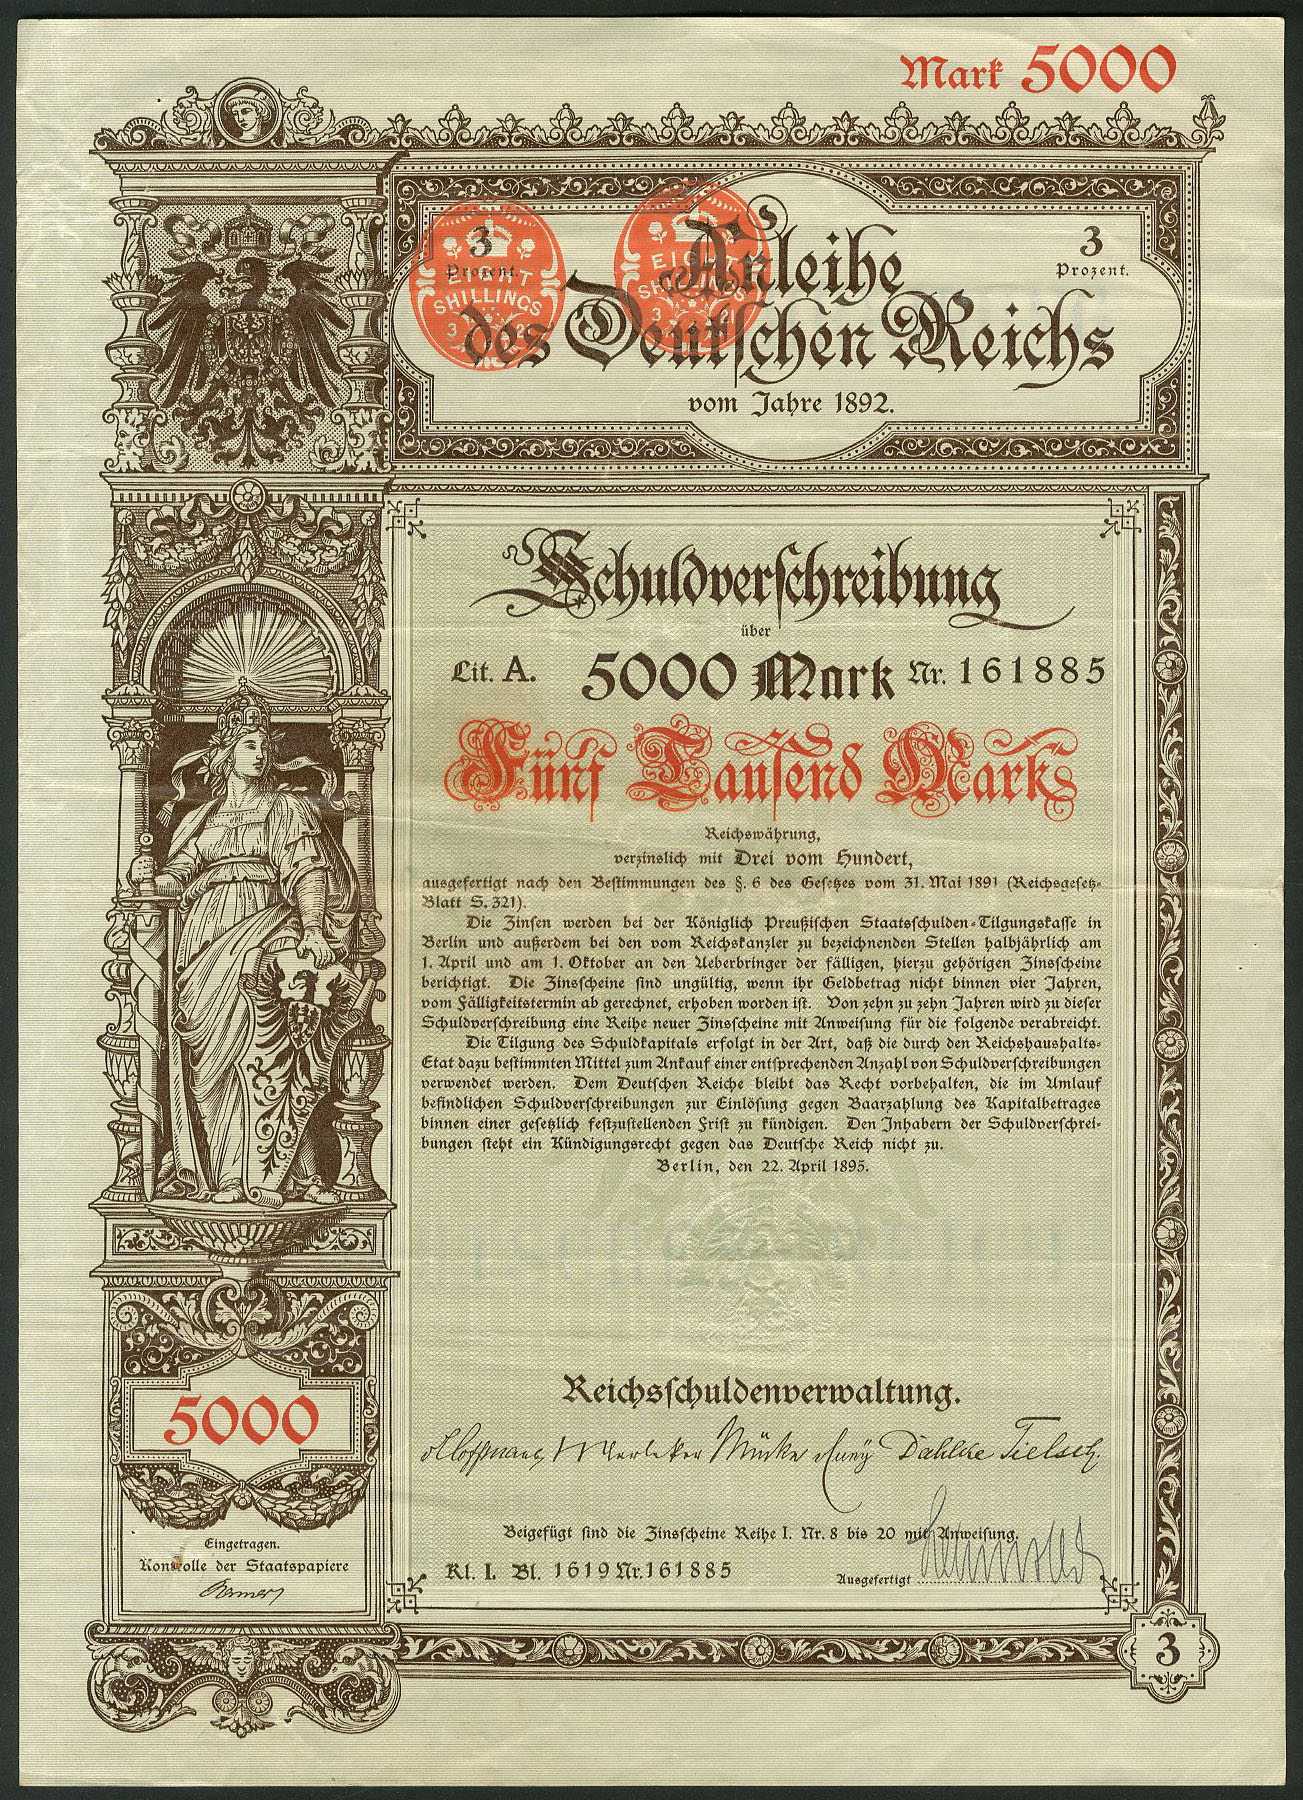 Mark 5000
3
Prozent.
EIGHT
SHILLINGS
EIGHT
SHILLINGS
3
Prozent.
Anleihe
des Deutſchen Reichs
vom Jahre 1892.
Schuldverſchreibung
über
Lit. A. 5000 Mark Nr. 161885
Fünf Tauſend Mark
Reichswährung,
verzinslich mit Drei vom Hundert,
ausgefertigt nach den Beſtimmungen des §. 6 des Geſetzes vom 31. Mai 1891 (Reichsgeſetz-
Blatt S. 321).
Die Zinſen werden bei der Königlich Preußiſchen Staatsſchulden-Tilgungskaſſe in
Berlin und außerdem bei den vom Reichskanzler zu bezeichnenden Stellen halbjährlich am
1. April und am 1. Oktober an den Ueberbringer der fälligen, hierzu gehörigen Zinsſcheine
berichtigt. Die Zinsſcheine ſind ungültig, wenn ihr Geldbetrag nicht binnen vier Jahren,
vom Fälligkeitstermin ab gerechnet, erhoben worden iſt. Von zehn zu zehn Jahren wird zu dieſer
Schuldverſchreibung eine Reihe neuer Zinsſcheine mit Anweiſung für die folgende verabreicht.
Die Tilgung des Schuldkapitals erfolgt in der Art, daß die durch den Reichshaushalts-
Etat dazu beſtimmten Mittel zum Ankauf einer entſprechenden Anzahl von Schuldverſchreibungen
verwendet werden. Dem Deutſchen Reiche bleibt das Recht vorbehalten, die im Umlauf
befindlichen Schuldverſchreibungen zur Einlöſung gegen Baarzahlung des Kapitalbetrages
binnen einer geſetzlich feſtzuſtellenden Friſt zu kündigen. Den Inhabern der Schuldverſchrei-
bungen ſteht ein Kündigungsrecht gegen das Deutſche Reich nicht zu.
Berlin, den 22. April 1895.
Reichsſchuldenverwaltung.
Mücke Dahlke
Beigefügt ſind die Zinsſcheine Reihe I. Nr. 8 bis 20 mit Anweiſung.
Kl. I. Bl. 1619 Nr. 161885
Ausgefertigt
5000
Eingetragen.
Kontrolle der Staatspapiere
3